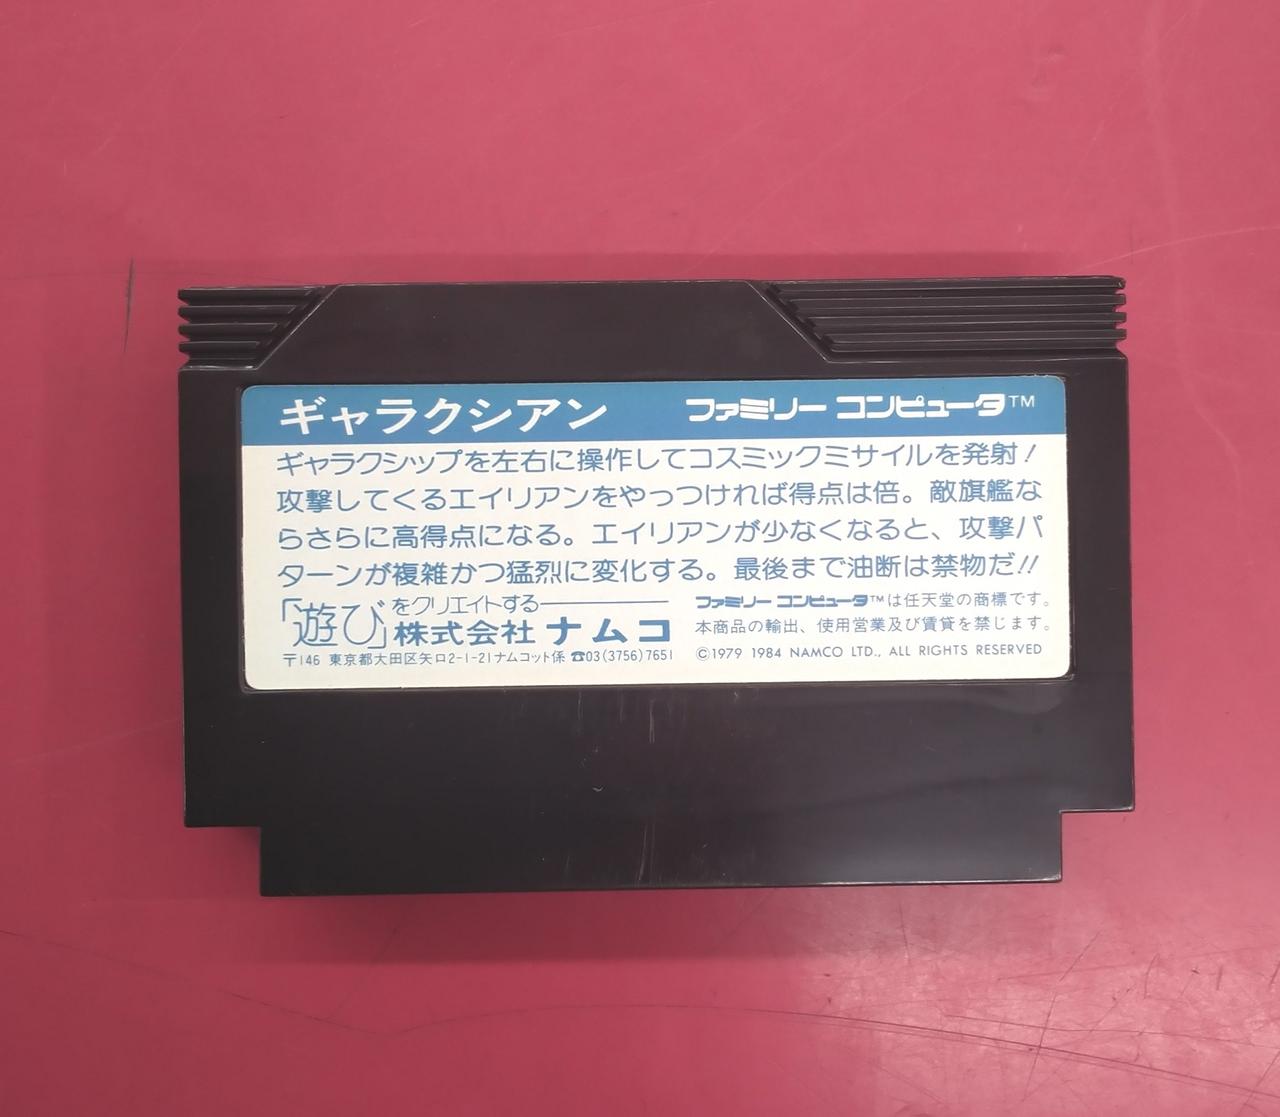 ギャラクシアン ファミリー コンピュータ™
ギャラクシップを左右に操作してコスミックミサイルを発射!
攻撃してくるエイリアンをやっつければ得点は倍。敵旗艦な
らさらに高得点になる。エイリアンが少なくなると、攻撃パ
ターンが複雑かつ猛烈に変化する。最後まで油断は禁物だ!!
「遊び」をクリエイトする——
株式会社ナムコ
〒146 東京都大田区矢口2-1-21ナムコット係 ☎03(3756)7651
ファミリー コンピュータ™は任天堂の商標です。
本商品の輸出、使用営業及び賃貸を禁じます。
©1979 1984 NAMCO LTD., ALL RIGHTS RESERVED